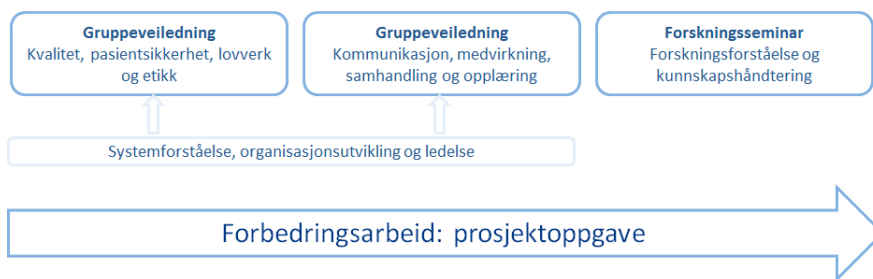 Gruppeveiledning
Kvalitet, pasientsikkerhet, lovverk
og etikk
Gruppeveiledning
Kommunikasjon, medvirkning,
samhandling og opplæring
Forskningsseminar
Forskningsforståelse og
kunnskapshåndtering
Systemforståelse, organisasjonsutvikling og ledelse
Forbedringsarbeid: prosjektoppgave